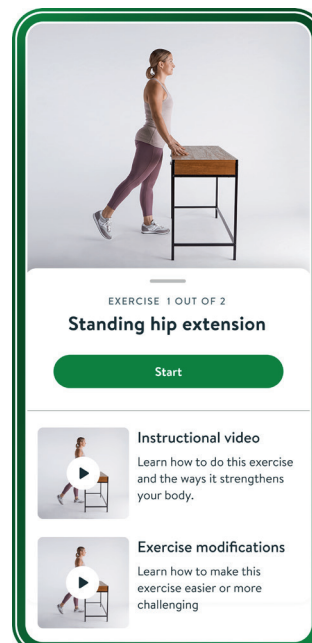 EXERCISE 1 OUT OF 2
Standing hip extension
Start
Instructional video
Learn how to do this exercise
and the ways it strengthens
your body.
Exercise modifications
Learn how to make this
exercise easier or more
challenging